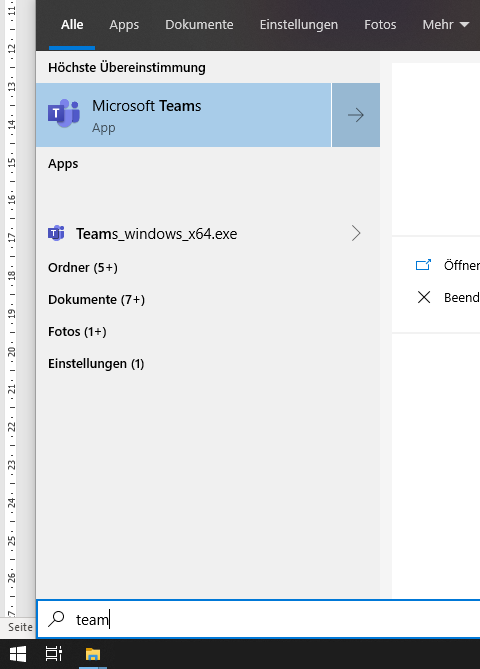 Alle Apps Dokumente Einstellungen Fotos Mehr
Höchste Übereinstimmung
Microsoft Teams
App
Apps
Teams_windows_x64.exe
Ordner (5+)
Dokumente (7+)
Fotos (1+)
Einstellungen (1)
Öffnen
Beend
team
Seite
11
12
13
14
15
16
17
18
19
20
21
22
23
24
25
26